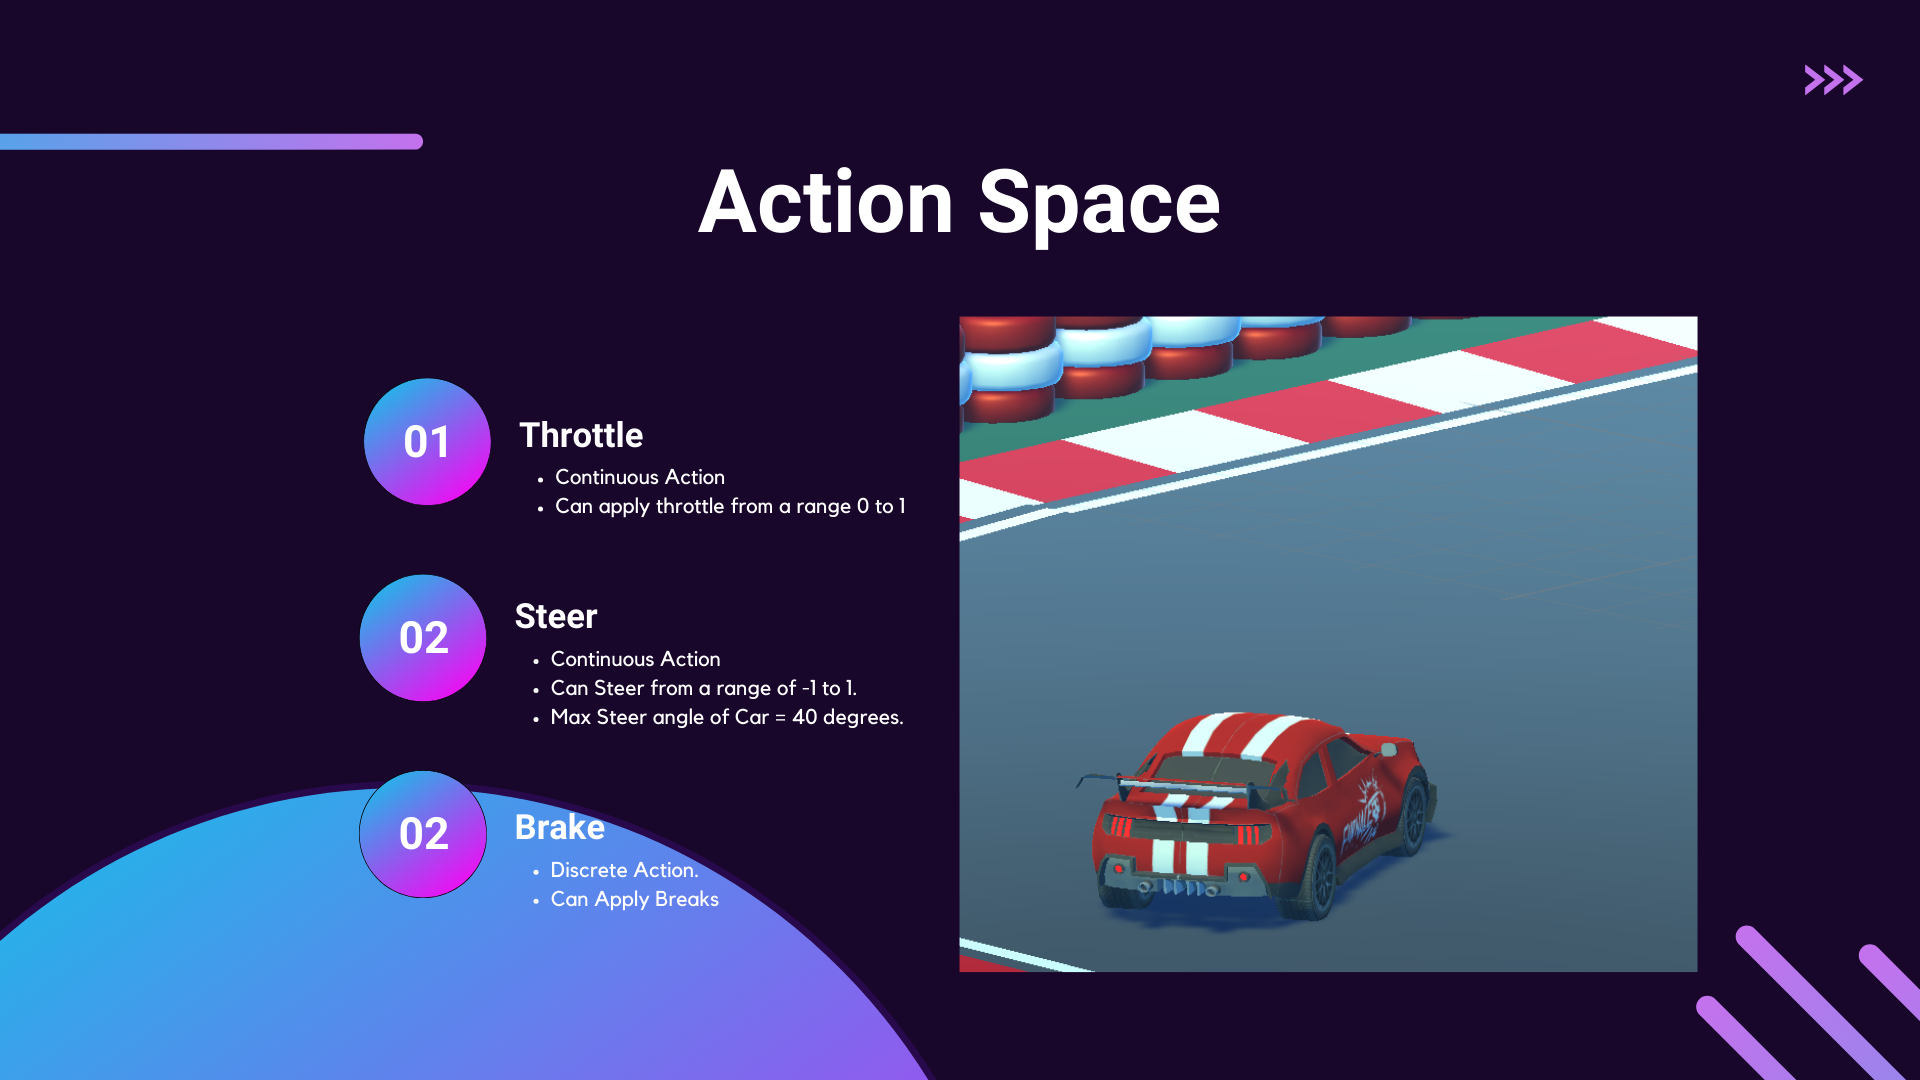 Action Space
01
Throttle
• Continuous Action
• Can apply throttle from a range 0 to 1
02
Steer
• Continuous Action
• Can Steer from a range of -1 to 1.
• Max Steer angle of Car = 40 degrees.
02
Brake
• Discrete Action.
• Can Apply Breaks